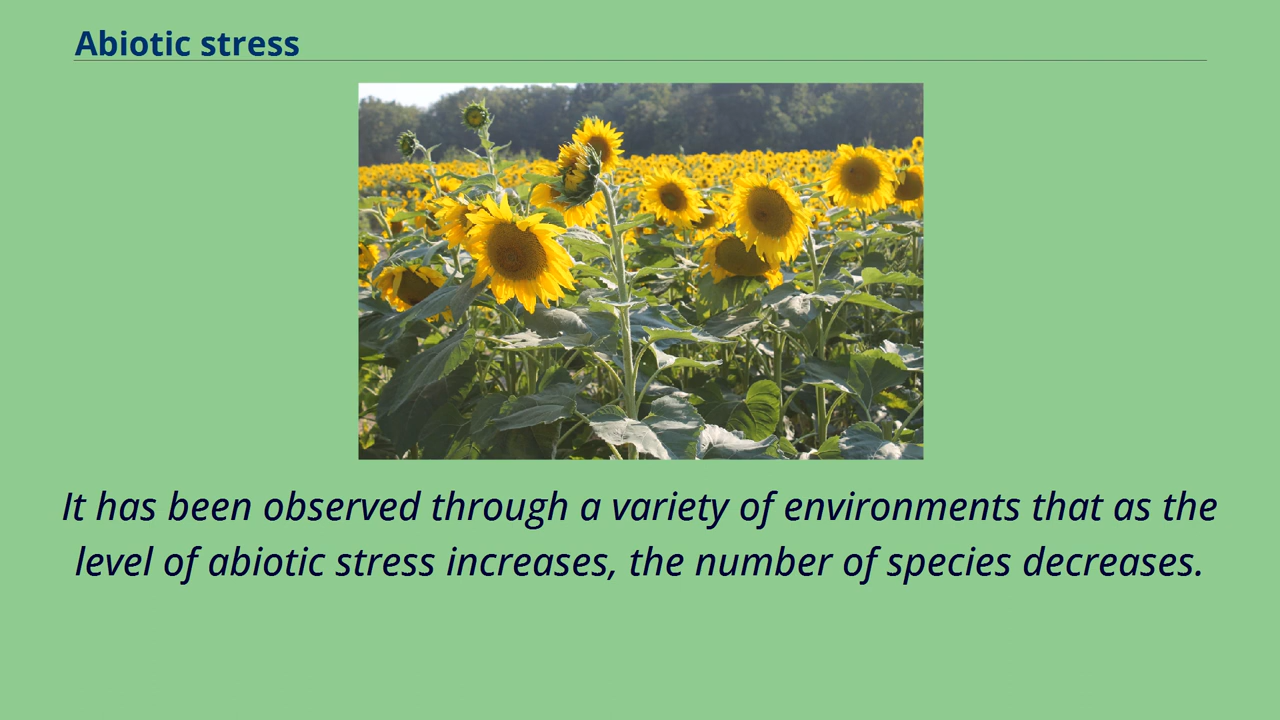 Abiotic stress
It has been observed through a variety of environments that as the
level of abiotic stress increases, the number of species decreases.